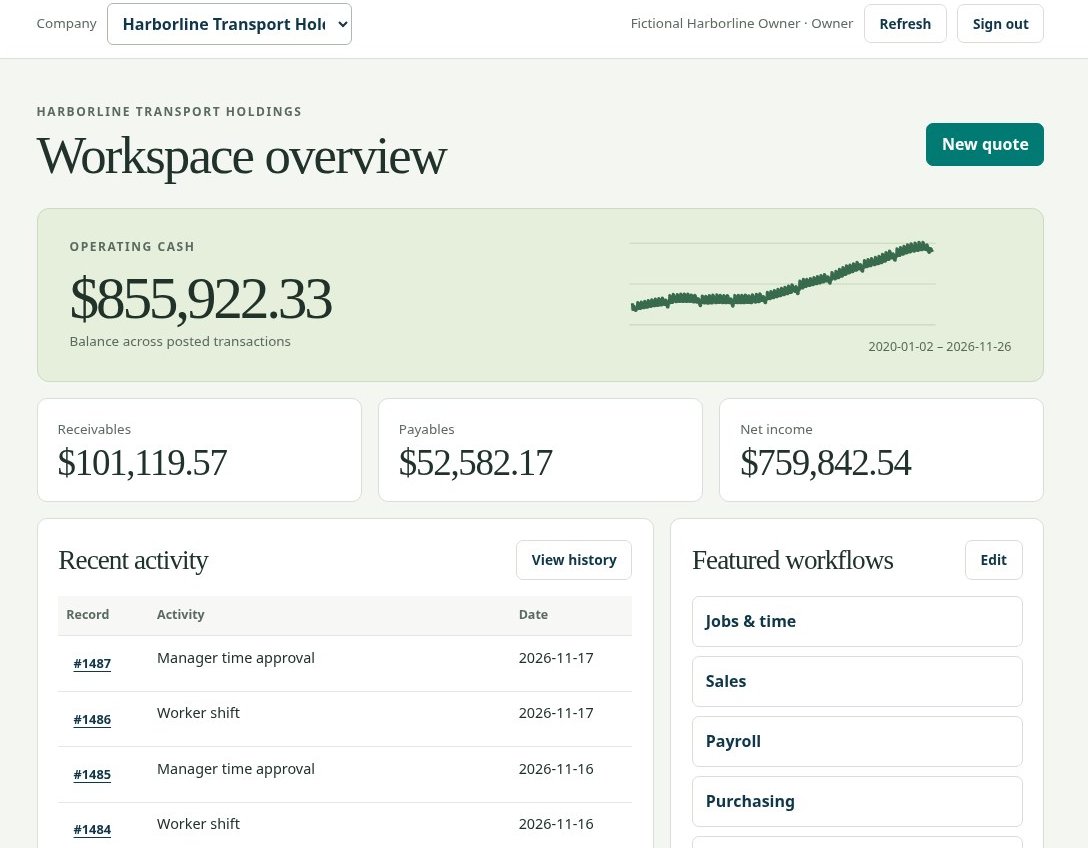 Company Harborline Transport Hol Fictional Harborline Owner · Owner Refresh Sign out
HARBORLINE TRANSPORT HOLDINGS
Workspace overview
New quote
OPERATING CASH
$855,922.33
Balance across posted transactions
2020-01-02 – 2026-11-26
Receivables
$101,119.57
Payables
$52,582.17
Net income
$759,842.54
Recent activity
View history
Record Activity Date
#1487 Manager time approval 2026-11-17
#1486 Worker shift 2026-11-17
#1485 Manager time approval 2026-11-16
#1484 Worker shift 2026-11-16
Featured workflows
Edit
Jobs & time
Sales
Payroll
Purchasing